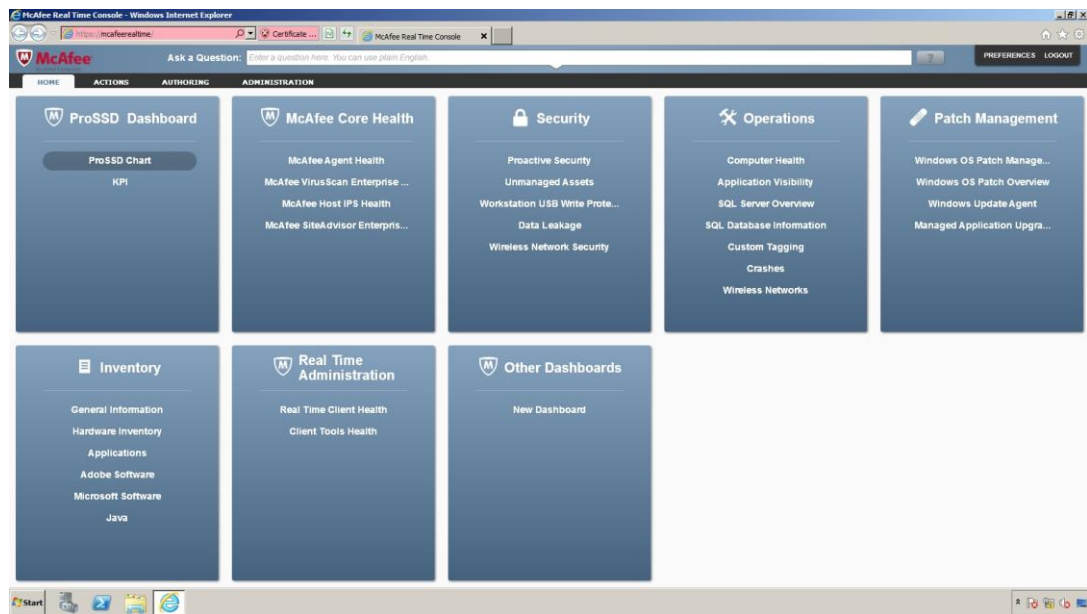 McAfee Real Time Console - Windows Internet Explorer
https://mcafeerealtime/
Certificate ...
McAfee Real Time Console
McAfee
Ask a Question:
Enter a question here. You can use plain English.
?
PREFERENCES LOGOUT
HOME ACTIONS AUTHORING ADMINISTRATION
ProSSD Dashboard
ProSSD Chart
KPI
McAfee Core Health
McAfee Agent Health
McAfee VirusScan Enterprise ...
McAfee Host IPS Health
McAfee SiteAdvisor Enterpris...
Security
Proactive Security
Unmanaged Assets
Workstation USB Write Prote...
Data Leakage
Wireless Network Security
Operations
Computer Health
Application Visibility
SQL Server Overview
SQL Database Information
Custom Tagging
Crashes
Wireless Networks
Patch Management
Windows OS Patch Manage...
Windows OS Patch Overview
Windows Update Agent
Managed Application Upgra...
Inventory
General Information
Hardware Inventory
Applications
Adobe Software
Microsoft Software
Java
Real Time
Administration
Real Time Client Health
Client Tools Health
Other Dashboards
New Dashboard
Start